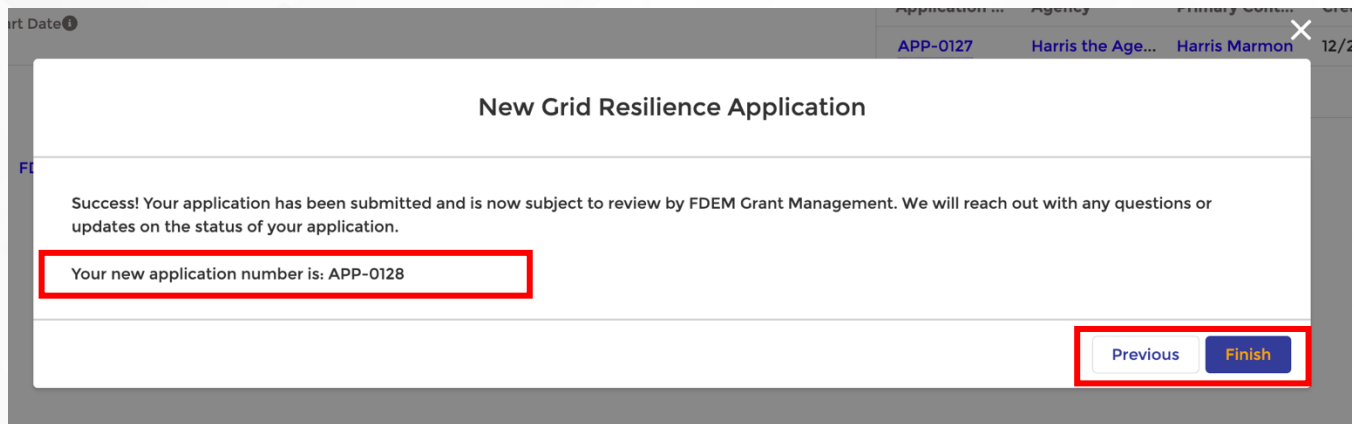 Application ... Agency Primary Cont...
art Date
APP-0127 Harris the Age... Harris Marmon 12/2
New Grid Resilience Application
FD
Success! Your application has been submitted and is now subject to review by FDEM Grant Management. We will reach out with any questions or
updates on the status of your application.
Your new application number is: APP-0128
Previous Finish